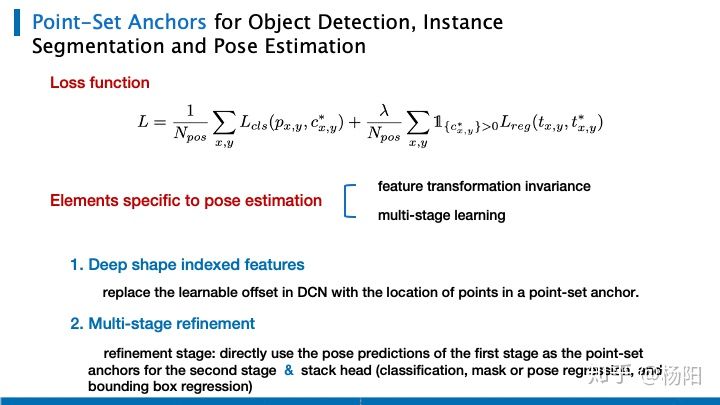 Point-Set Anchors for Object Detection, Instance
Segmentation and Pose Estimation
Loss function
L = \frac{1}{N_{pos}} \sum_{x,y} L_{cls}(p_{x,y}, c^*_{x,y}) + \frac{\lambda}{N_{pos}} \sum_{x,y} \mathbb{1}_{\{c^*_{x,y}\}>0} L_{reg}(t_{x,y}, t^*_{x,y})
Elements specific to pose estimation
feature transformation invariance
multi-stage learning
1. Deep shape indexed features
replace the learnable offset in DCN with the location of points in a point-set anchor.
2. Multi-stage refinement
refinement stage: directly use the pose predictions of the first stage as the point-set
anchors for the second stage & stack head (classification, mask or pose regression, and
bounding box regression)
知乎 @杨阳